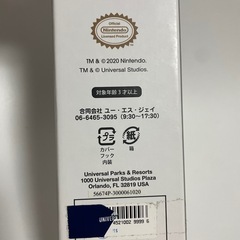 Official
Nintendo
Licensed Product
TM & © 2020 Nintendo.
TM & © Universal Studios.
対象年齢3才以上
合同会社 ユー・エス・ジェイ
06-6465-3095（9:30～17:30）
プラ
紙
カバー
フック
内装
箱
Universal Parks & Resorts
1000 Universal Studios Plaza
Orlando, FL 32819 USA
56674P-3000061020